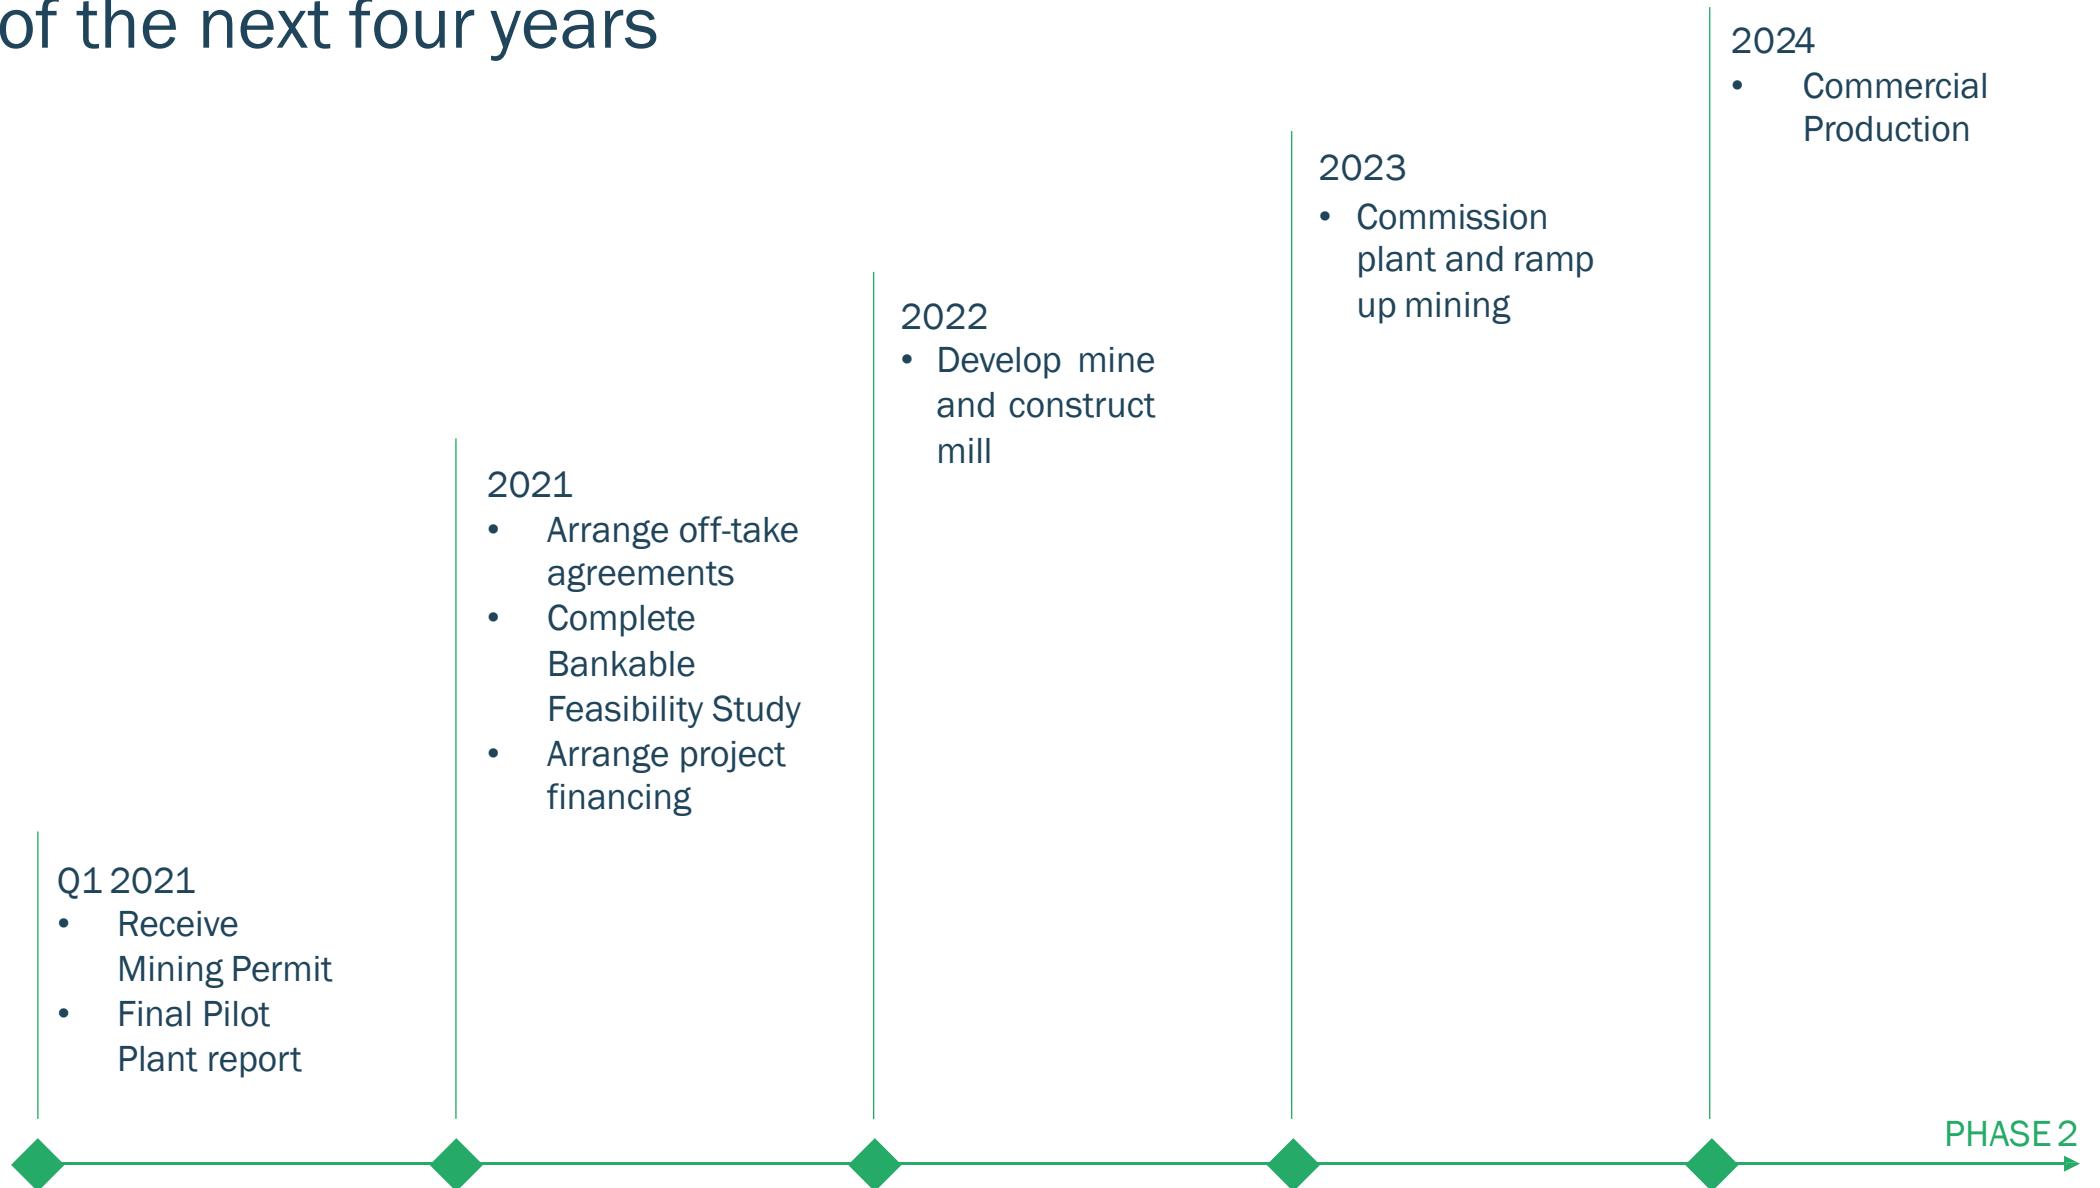 of the next four years
2024
• Commercial
Production
2023
• Commission
plant and ramp
up mining
2022
• Develop mine
and construct
mill
2021
• Arrange off-take
agreements
• Complete
Bankable
Feasibility Study
• Arrange project
financing
Q1 2021
• Receive
Mining Permit
• Final Pilot
Plant report
PHASE 2